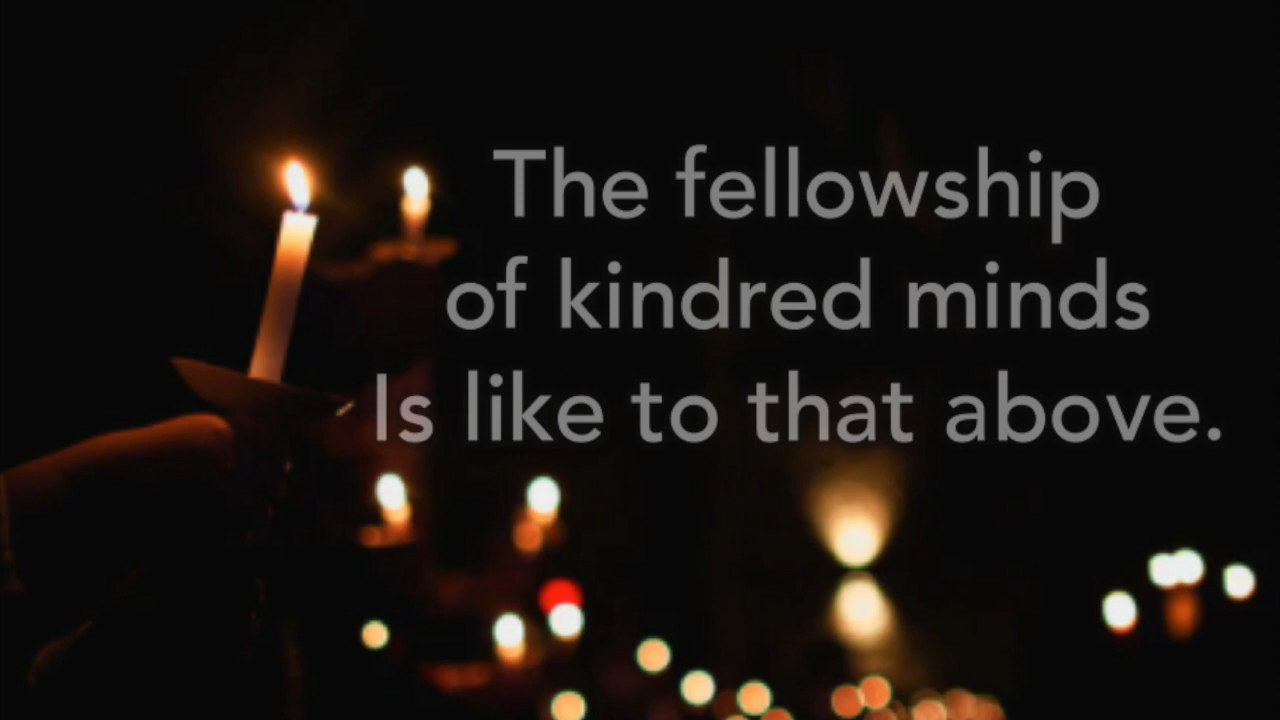 The fellowship
of kindred minds
Is like to that above.